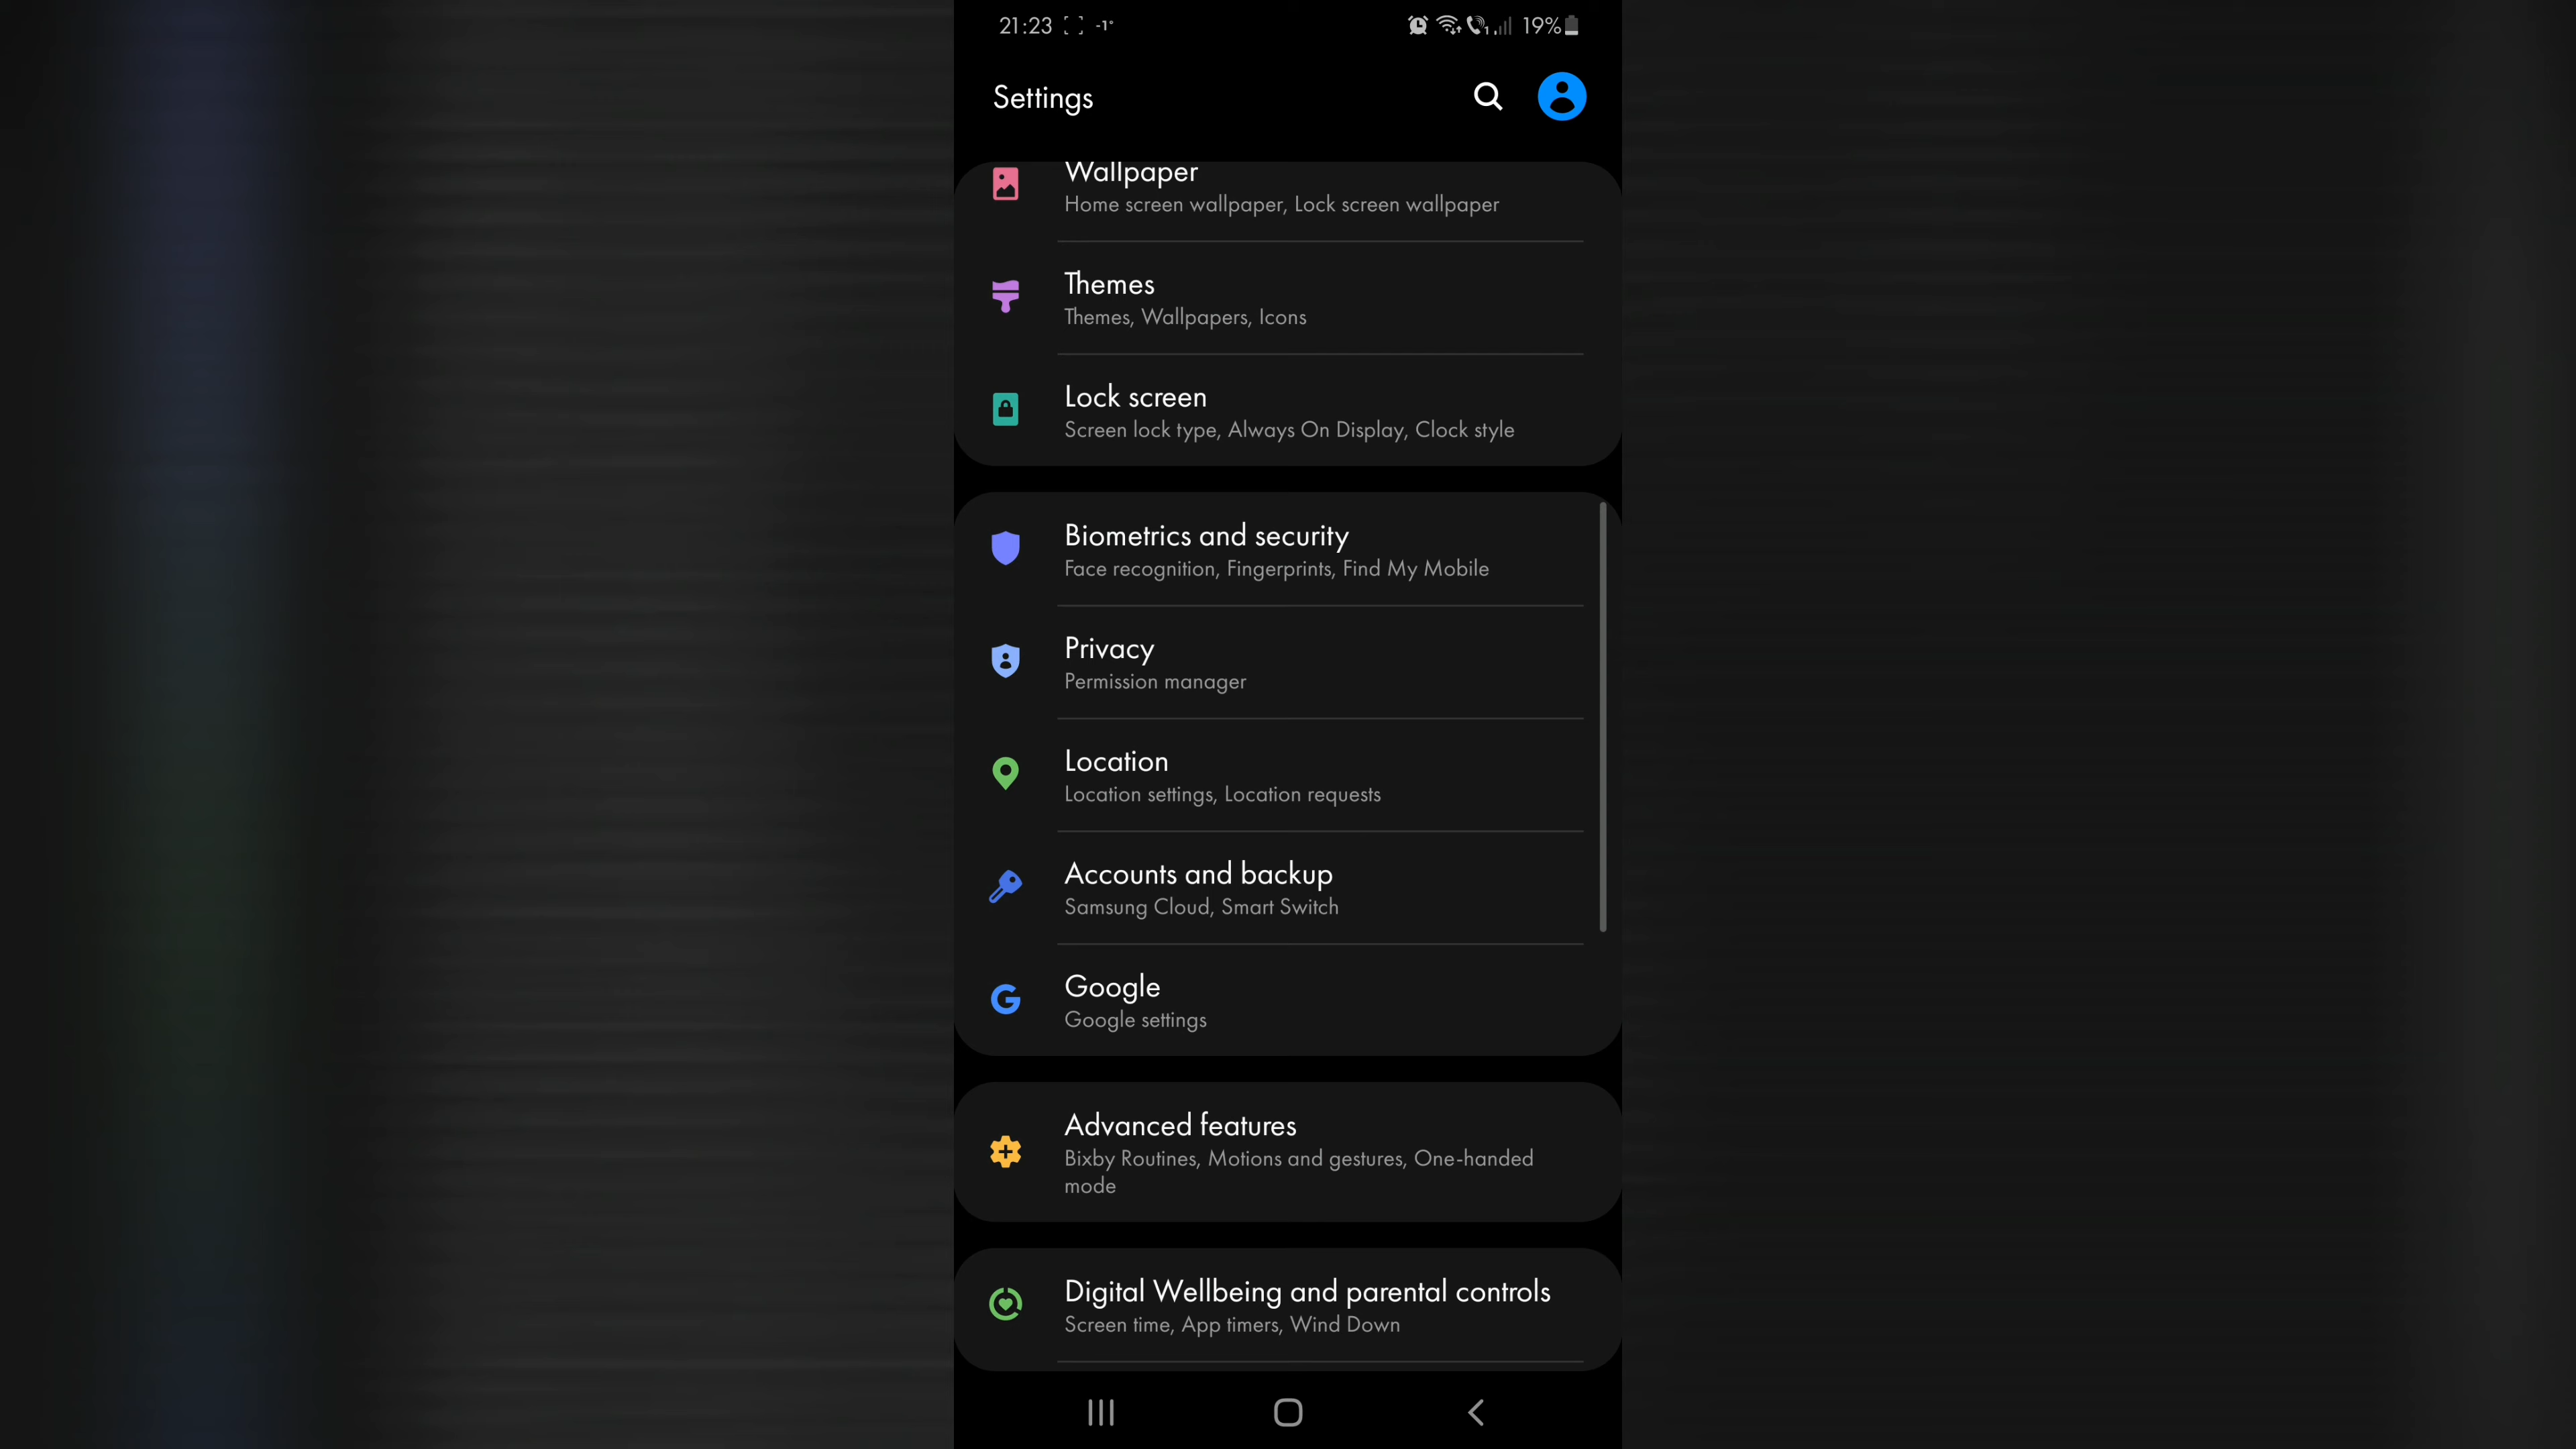 21:23 -1° 19%
Settings
Wallpaper
Home screen wallpaper, Lock screen wallpaper
Themes
Themes, Wallpapers, Icons
Lock screen
Screen lock type, Always On Display, Clock style
Biometrics and security
Face recognition, Fingerprints, Find My Mobile
Privacy
Permission manager
Location
Location settings, Location requests
Accounts and backup
Samsung Cloud, Smart Switch
Google
Google settings
Advanced features
Bixby Routines, Motions and gestures, One-handed
mode
Digital Wellbeing and parental controls
Screen time, App timers, Wind Down